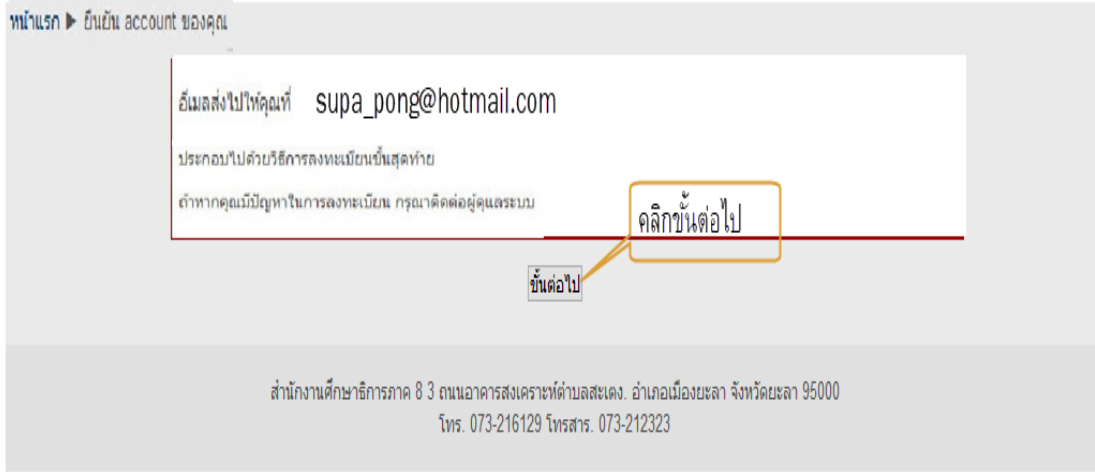 หน้าแรก ▶ ยืนยัน account ของคุณ
อีเมลส่งไปให้คุณที่ supa_pong@hotmail.com
ประกอบไปด้วยวิธีการลงทะเบียนขั้นสุดท้าย
ถ้าหากคุณมีปัญหาในการลงทะเบียน กรุณาติดต่อผู้ดูแลระบบ
คลิกขั้นต่อไป
ขั้นต่อไป
สำนักงานศึกษาธิการภาค 8 3 ถนนอาคารสงเคราะห์ตำบลสะเตง. อำเภอเมืองยะลา จังหวัดยะลา 95000
โทร. 073-216129 โทรสาร. 073-212323